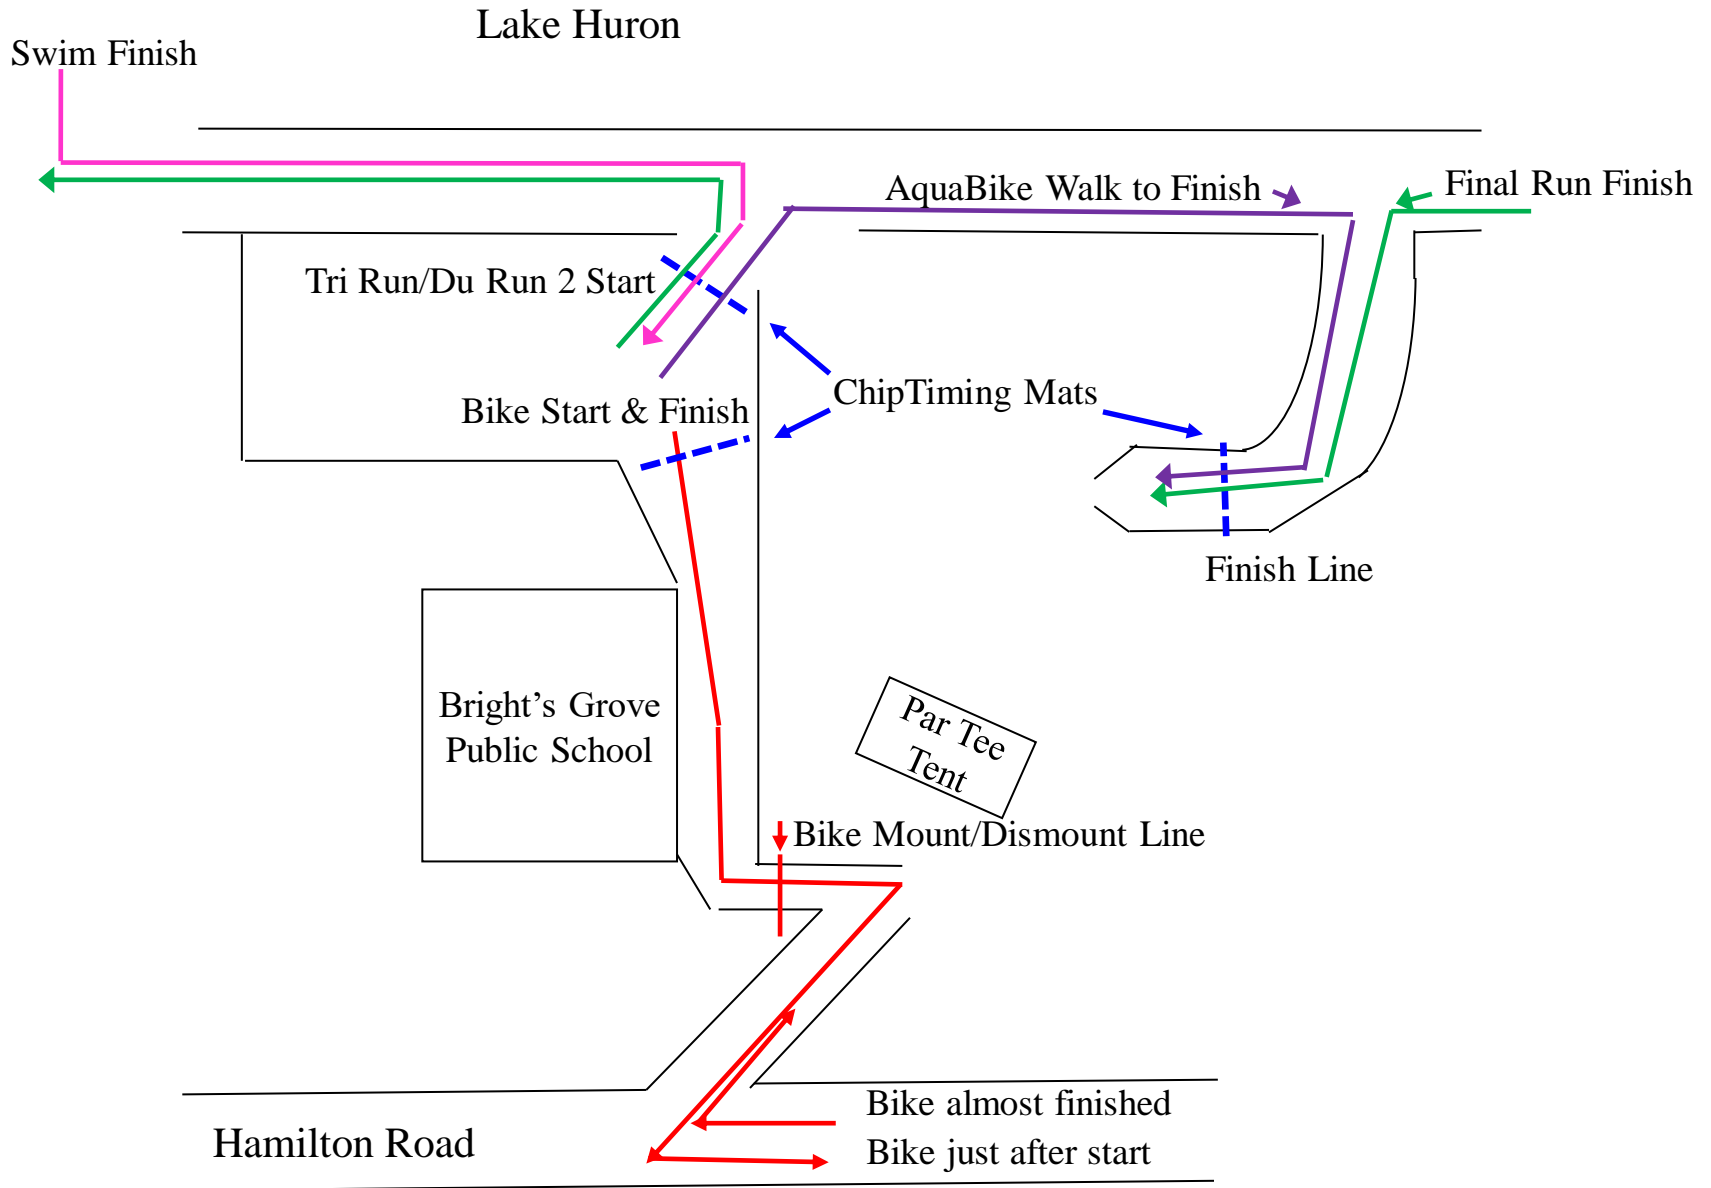 Lake Huron
Swim Finish
AquaBike Walk to Finish
Final Run Finish
Tri Run/Du Run 2 Start
ChipTiming Mats
Bike Start & Finish
Finish Line
Bright’s Grove
Public School
Par Tee
Tent
Bike Mount/Dismount Line
Bike almost finished
Hamilton Road
Bike just after start